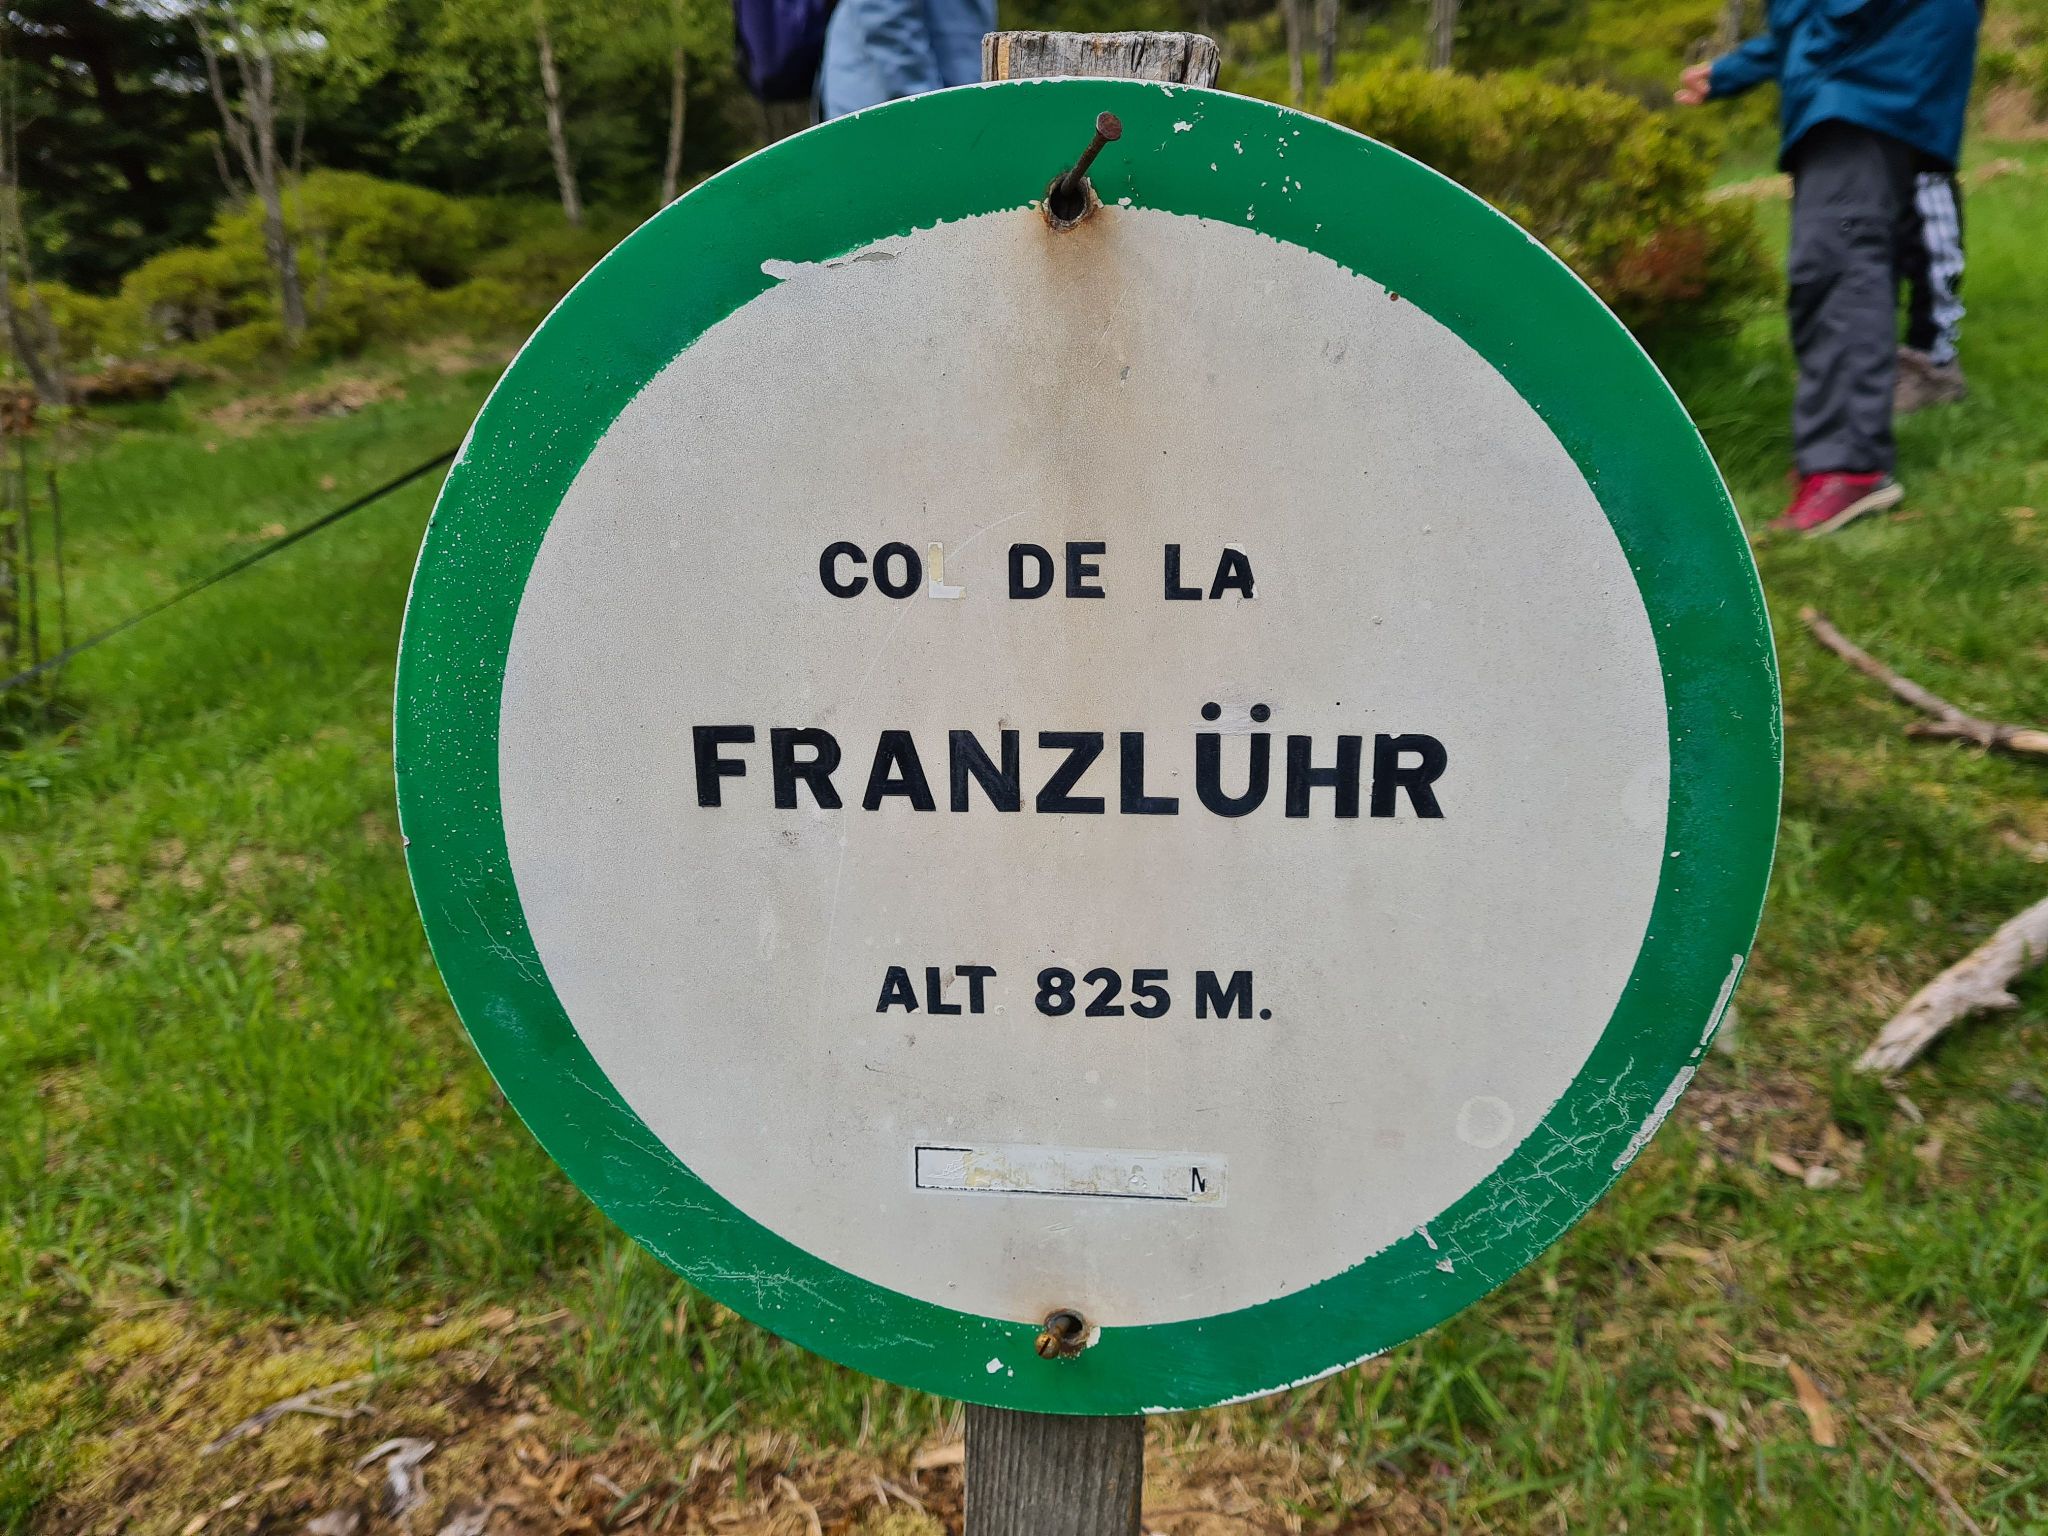 COL DE LA
FRANZLÜHR
ALT 825 M.